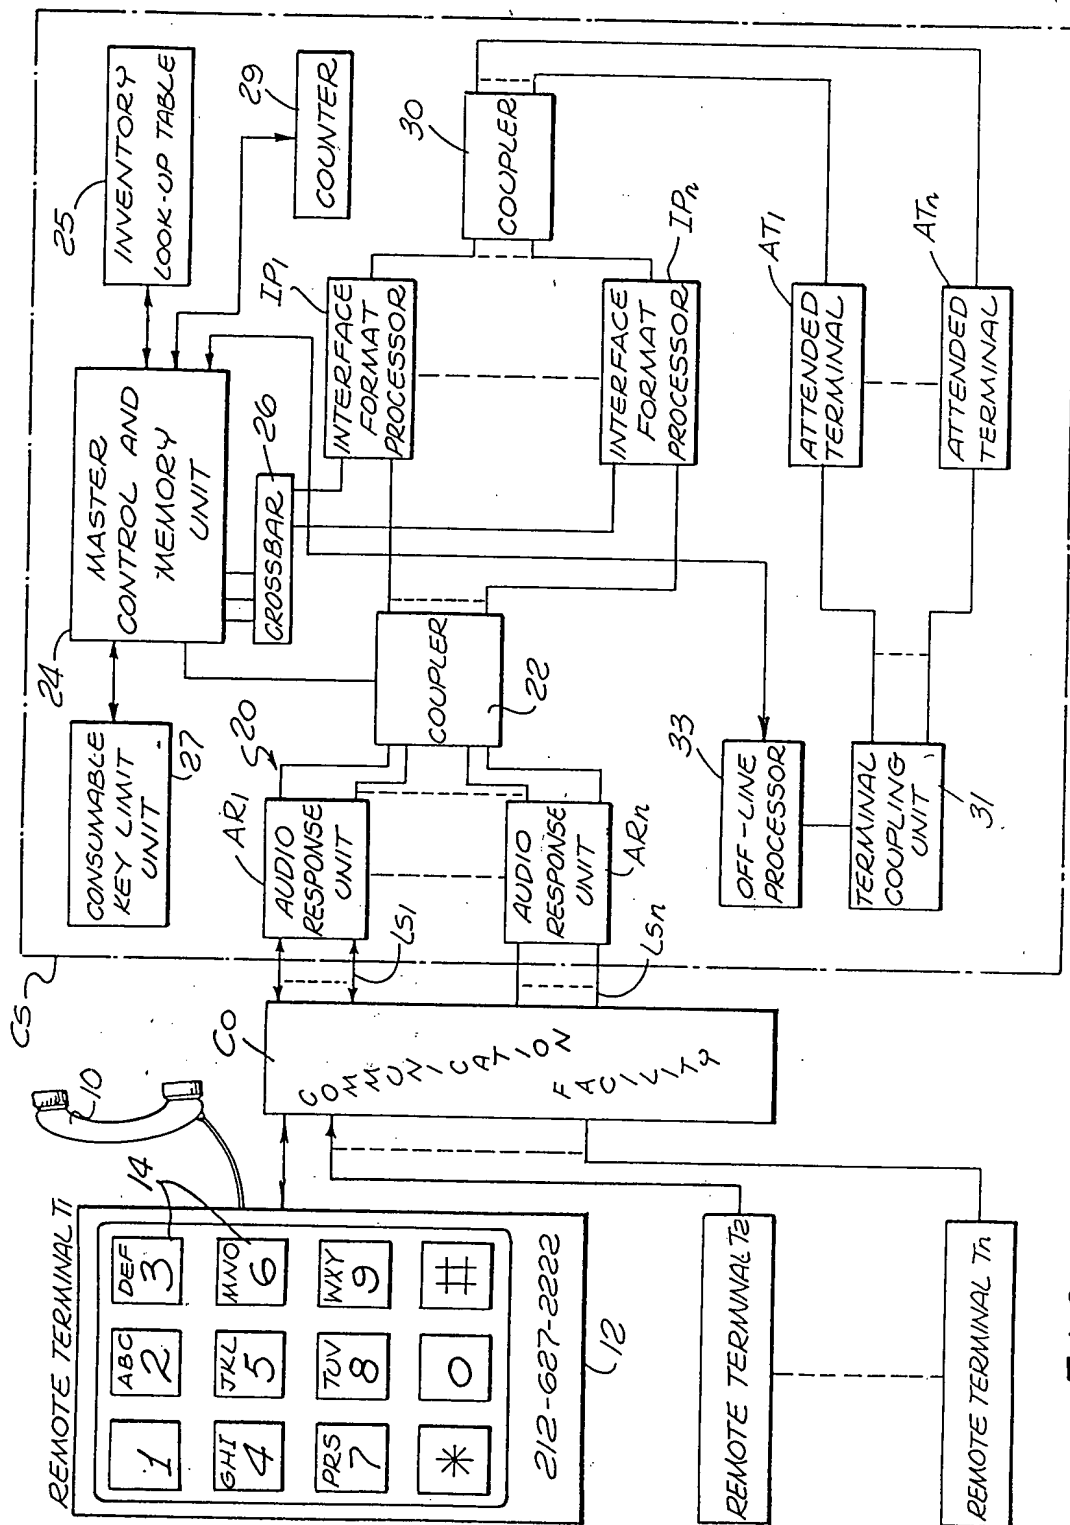 REMOTE TERMINAL T1
1
ABC
2
DEF
3
GHI
4
JKL
5
MNO
6
PRS
7
TUV
8
WXY
9
*
0
#
212-627-2222
12
14
10
REMOTE TERMINAL T2
REMOTE TERMINAL Tn
CO
COMMUNICATION
FACILITY
CS
LS1
LSn
AR1
AUDIO
RESPONSE
UNIT
20
AUDIO
RESPONSE
UNIT
ARn
COUPLER
22
CONSUMABLE
KEY LIMIT
UNIT
27
24
MASTER
CONTROL AND
MEMORY
UNIT
25
INVENTORY
LOOK-UP TABLE
29
COUNTER
CROSSBAR
26
IP1
INTERFACE
FORMAT
PROCESSOR
INTERFACE
FORMAT
PROCESSOR
IPn
30
COUPLER
33
OFF-LINE
PROCESSOR
TERMINAL
COUPLING
UNIT
31
AT1
ATTENDED
TERMINAL
ATn
ATTENDED
TERMINAL